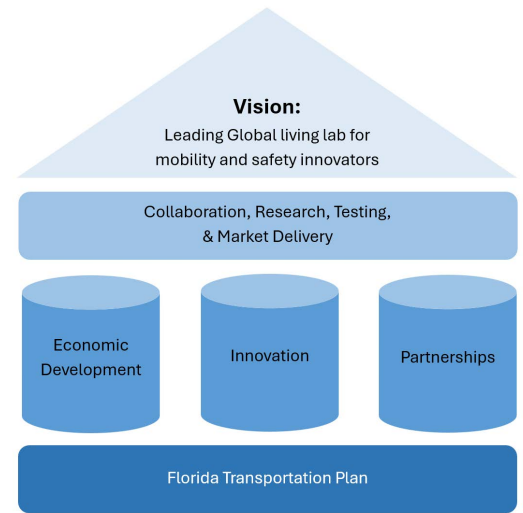 Vision:
Leading Global living lab for
mobility and safety innovators
Collaboration, Research, Testing,
& Market Delivery
Economic
Development
Innovation
Partnerships
Florida Transportation Plan